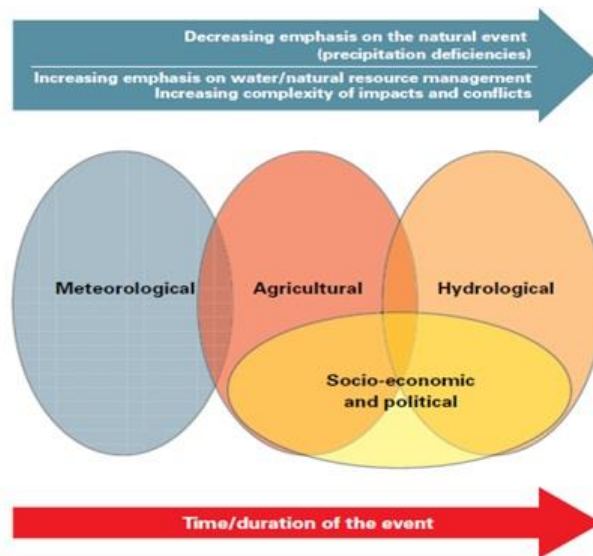 Decreasing emphasis on the natural event
(precipitation deficiencies)
Increasing emphasis on water/natural resource management
Increasing complexity of impacts and conflicts
Meteorological
Agricultural
Hydrological
Socio-economic
and political
Time/duration of the event